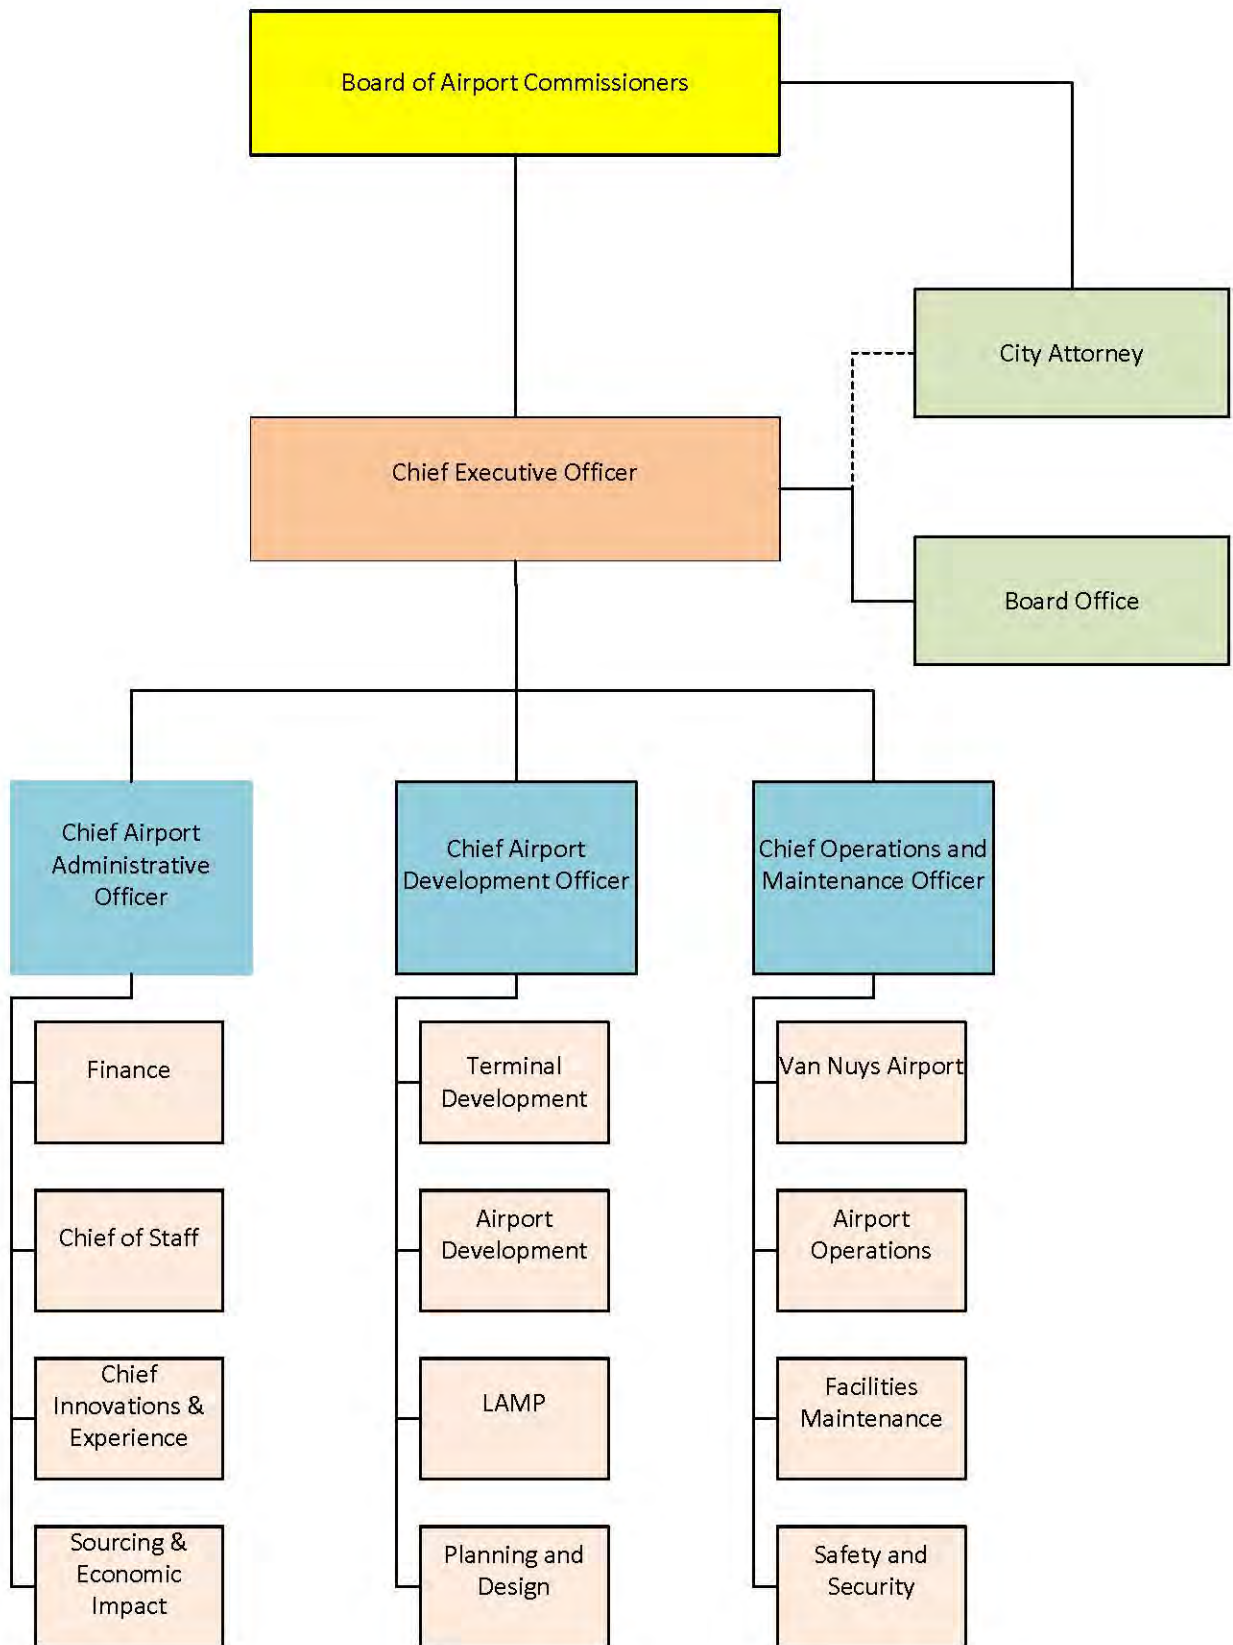 Board of Airport Commissioners
City Attorney
Chief Executive Officer
Board Office
Chief Airport
Administrative
Officer
Chief Airport
Development Officer
Chief Operations and
Maintenance Officer
Finance
Terminal
Development
Van Nuys Airport
Chief of Staff
Airport
Development
Airport
Operations
Chief
Innovations &
Experience
LAMP
Facilities
Maintenance
Sourcing &
Economic
Impact
Planning and
Design
Safety and
Security